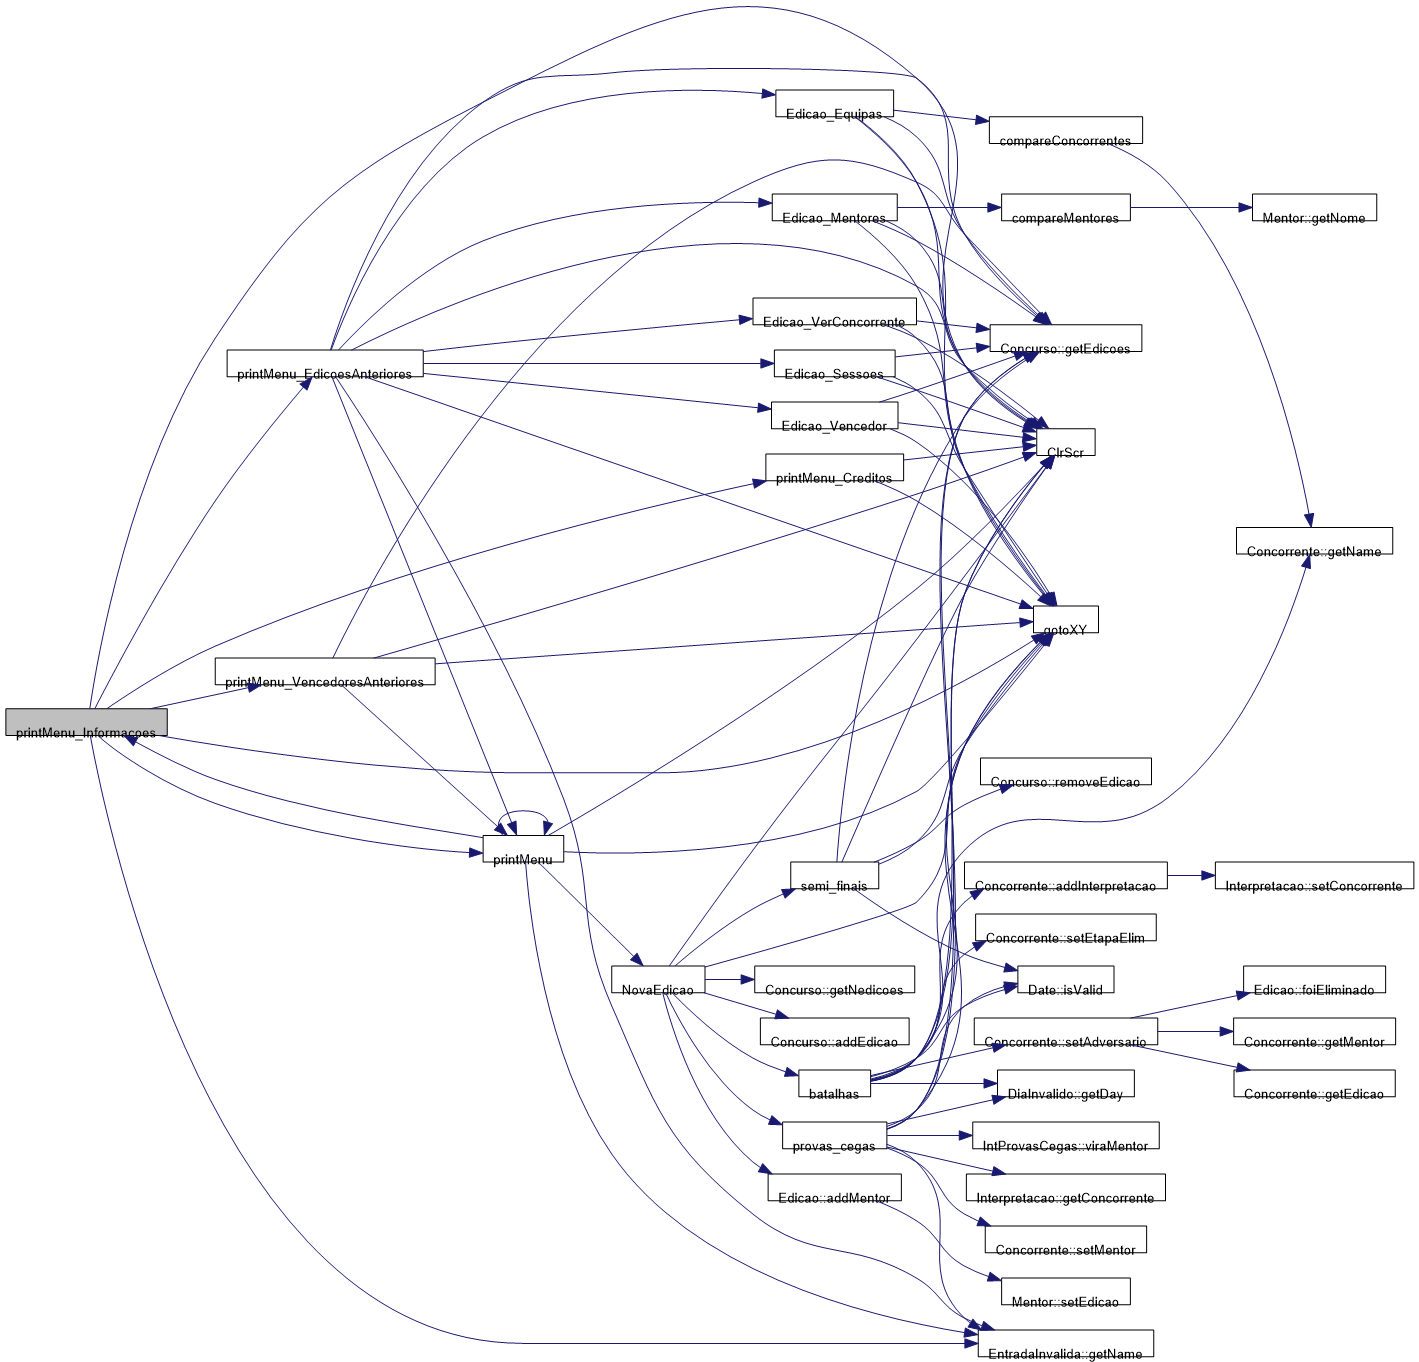 Edicao_Equipas
compareConcorrentes
Edicao_Mentores
compareMentores
Mentor::getNome
Edicao_VerConcorrente
Concurso::getEdicoes
printMenu_EdicoesAnteriores
Edicao_Sessoes
Edicao_Vencedor
ClrScr
printMenu_Creditos
Concorrente::getName
gotoXY
printMenu_VencedoresAnteriores
printMenu_Informacoes
Concurso::removeEdicao
printMenu
semi_finais
Concorrente::addInterpretacao
Interpretacao::setConcorrente
Concorrente::setEtapaElim
NovaEdicao
Concurso::getNedicoes
Date::isValid
Edicao::foiEliminado
Concurso::addEdicao
Concorrente::setAdversario
Concorrente::getMentor
batalhas
DiaInvalido::getDay
Concorrente::getEdicao
provas_cegas
IntProvasCegas::viraMentor
Edicao::addMentor
Interpretacao::getConcorrente
Concorrente::setMentor
Mentor::setEdicao
EntradaInvalida::getName